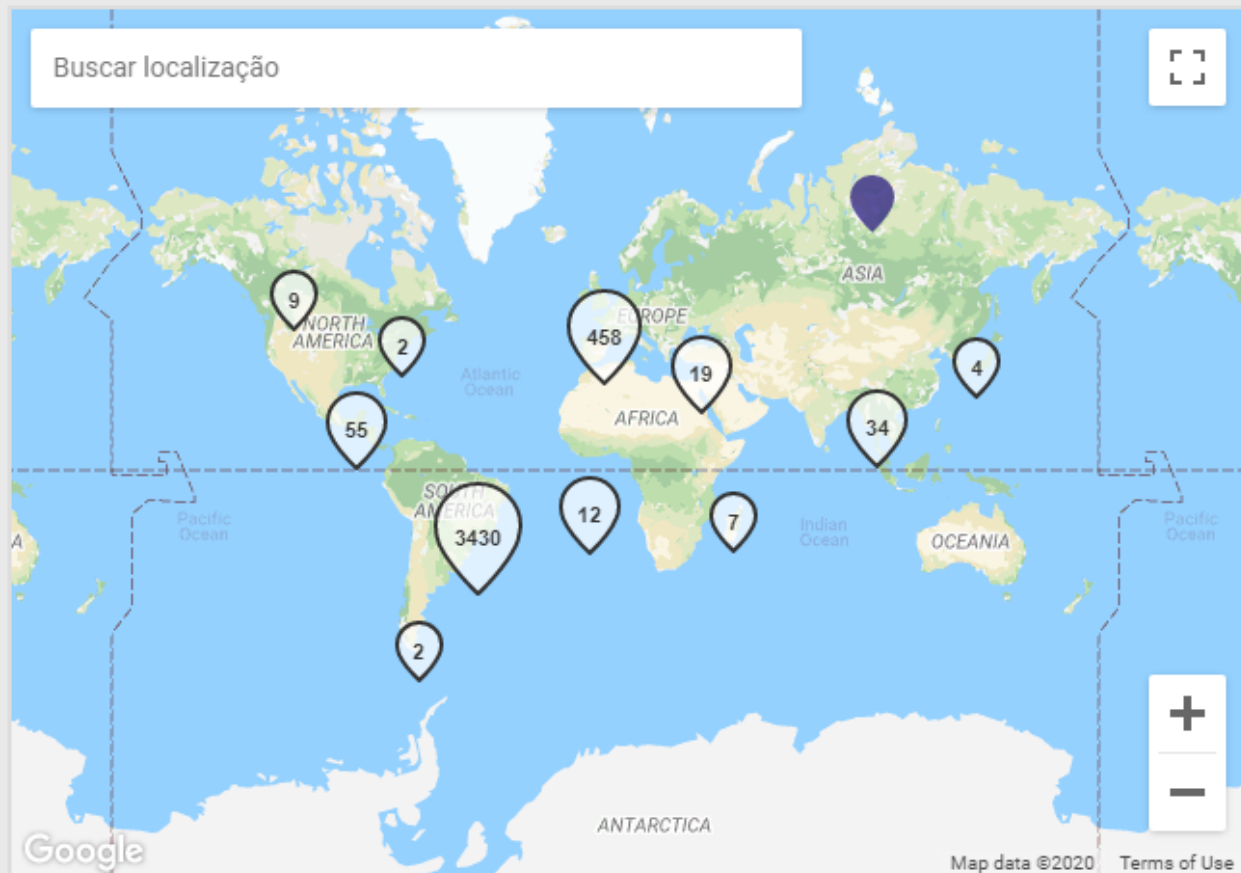 Buscar localização
ASIA
9
NORTH
AMERICA
2
EUROPE
458
19
4
Atlantic
Ocean
AFRICA
55
34
SOUTH
AMERICA
3430
12
7
Pacific
Ocean
Indian
Ocean
OCEANIA
Pacific
Ocean
A
2
ANTARCTICA
Google
Map data ©2020 Terms of Use